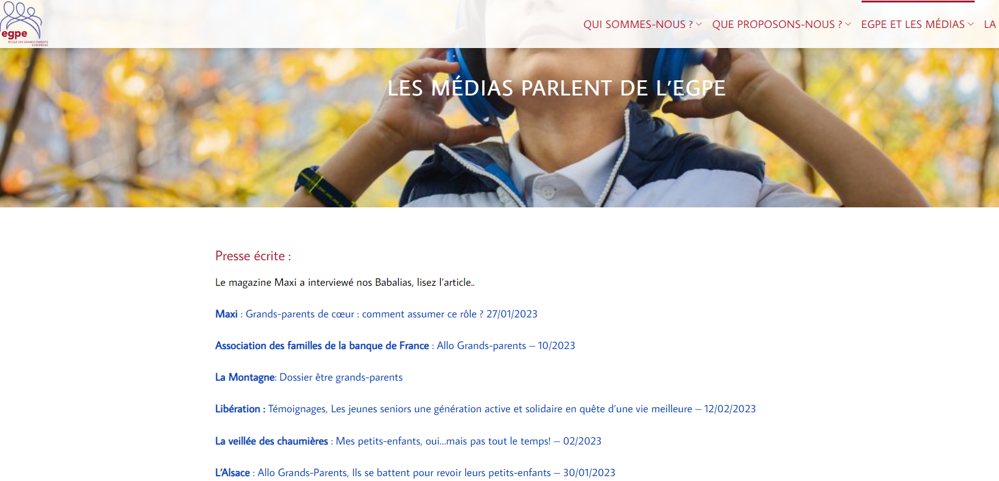 egpe
ÉCOLE DES GRANDS-PARENTS
EUROPÉENS
QUI SOMMES-NOUS ?
QUE PROPOSONS-NOUS ?
EGPE ET LES MÉDIAS
LA
LES MÉDIAS PARLENT DE L’EGPE
Presse écrite :
Le magazine Maxi a interviewé nos Babalias, lisez l’article..
Maxi : Grands-parents de cœur : comment assumer ce rôle ? 27/01/2023
Association des familles de la banque de France : Allo Grands-parents – 10/2023
La Montagne: Dossier être grands-parents
Libération : Témoignages, Les jeunes seniors une génération active et solidaire en quête d’une vie meilleure – 12/02/2023
La veillée des chaumières : Mes petits-enfants, oui…mais pas tout le temps! – 02/2023
L’Alsace : Allo Grands-Parents, Ils se battent pour revoir leurs petits-enfants – 30/01/2023